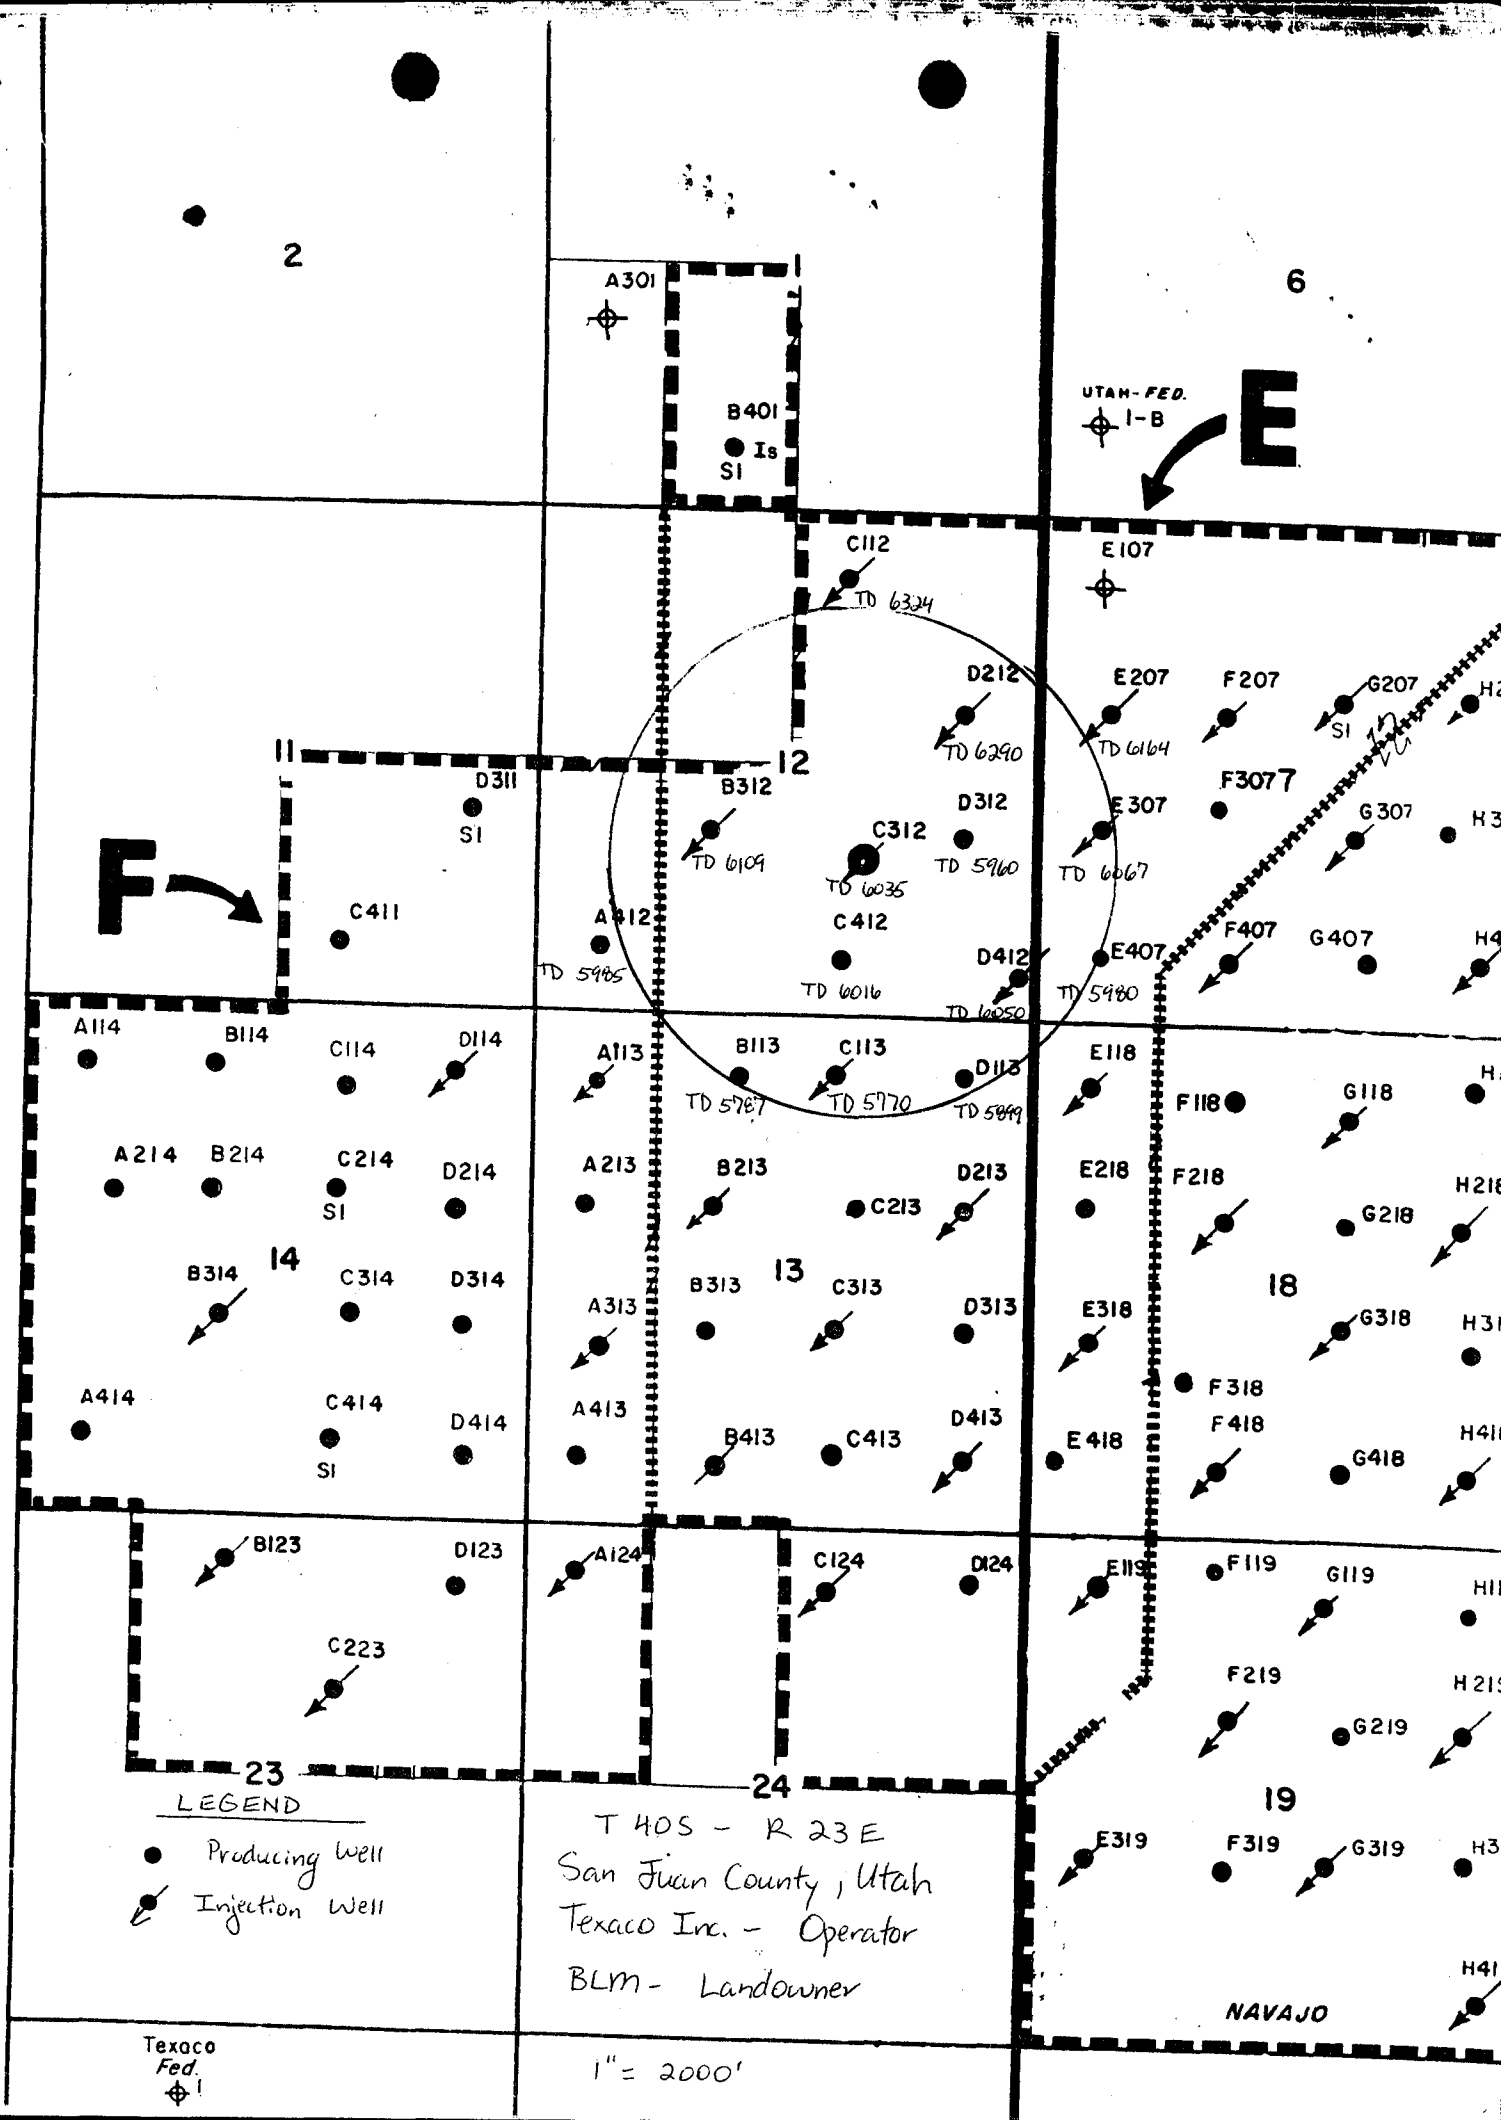 2
A301
1
6
UTAH-FED.
1-B
E
B401
Is
SI
C112
TD 6324
E107
D212
TD 6290
E207
TD 6164
F207
G207
SI
11
12
D311
SI
B312
TD 6109
C312
TD 6035
D312
TD 5960
E307
TD 6067
F307
7
G307
F
C411
A412
TD 5985
C412
TD 6016
D412
TD 6050
E407
TD 5980
F407
G407
A114
B114
C114
D114
A113
B113
TD 5787
C113
TD 5770
D113
TD 5899
E118
F118
G118
A214
B214
C214
SI
D214
A213
B213
C213
D213
E218
F218
G218
H218
14
13
18
B314
C314
D314
A313
B313
C313
D313
E318
G318
F318
A414
C414
SI
D414
A413
B413
C413
D413
E418
F418
G418
B123
D123
A124
C124
D124
E119
F119
G119
C223
F219
G219
23
24
19
LEGEND
Producing Well
Injection Well
T 40S - R 23E
San Juan County, Utah
Texaco Inc. - Operator
BLM - Landowner
E319
F319
G319
NAVAJO
Texaco
Fed.
1
1" = 2000'